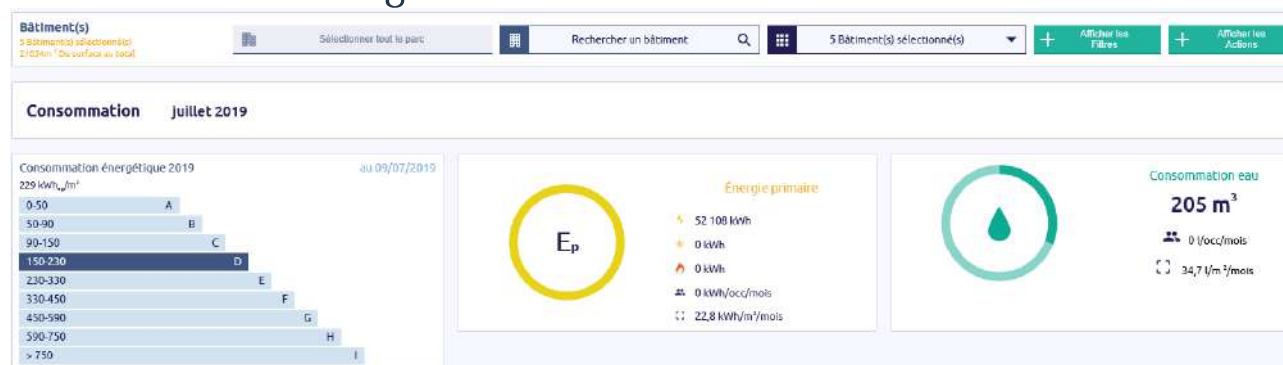 Bâtiment(s)
5 Bâtiment(s) sélectionné(s)
Sélectionner tout le parc
Rechercher un bâtiment
5 Bâtiment(s) sélectionné(s)
Afficher les
Filtres
Afficher les
Actions
Consommation juillet 2019
Consommation énergétique 2019
au 09/07/2019
229 kWh /m²
0-50 A
50-90 B
90-150 C
150-230 D
230-330 E
330-450 F
450-590 G
590-750 H
> 750 I
Ep
Énergie primaire
52 108 kWh
0 kWh
0 kWh
0 kWh/occ/mois
22,8 kWh/m²/mois
Consommation eau
205 m³
0 l/occ/mois
34,7 l/m²/mois